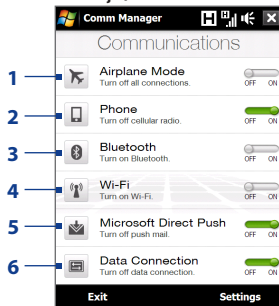 Comm Manager H H
Communications
1 Airplane Mode
Turn off all connections. OFF ON
2 Phone
Turn off cellular radio. OFF ON
3 Bluetooth
Turn on Bluetooth. OFF ON
4 Wi-Fi
Turn on Wi-Fi. OFF ON
5 Microsoft Direct Push
Turn off push mail. OFF ON
6 Data Connection
Turn off data connection. OFF ON
Exit Settings